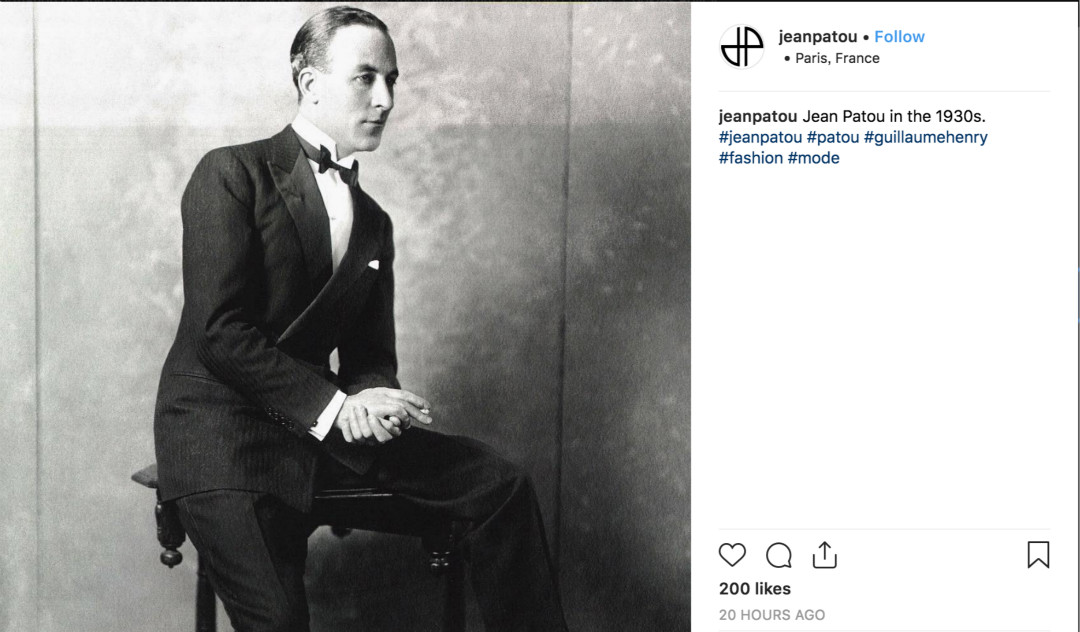 jeanpatou • Follow
• Paris, France
jeanpatou Jean Patou in the 1930s.
#jeanpatou #patou #guillaumehenry
#fashion #mode
200 likes
20 HOURS AGO